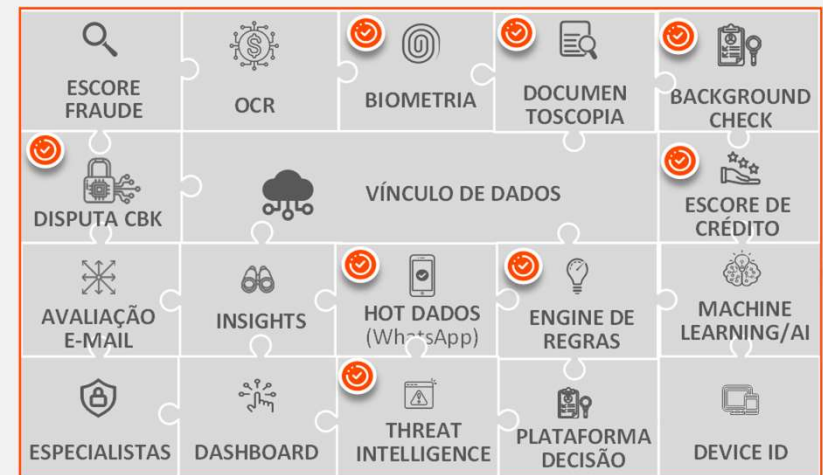 ESCORE
FRAUDE
OCR
BIOMETRIA
DOCUMEN
TOSCOPIA
BACKGROUND
CHECK
DISPUTA CBK
VÍNCULO DE DADOS
ESCORE DE
CRÉDITO
AVALIAÇÃO
E-MAIL
INSIGHTS
HOT DADOS
(WhatsApp)
ENGINE DE
REGRAS
MACHINE
LEARNING/AI
ESPECIALISTAS
DASHBOARD
THREAT
INTELLIGENCE
PLATAFORMA
DECISÃO
DEVICE ID